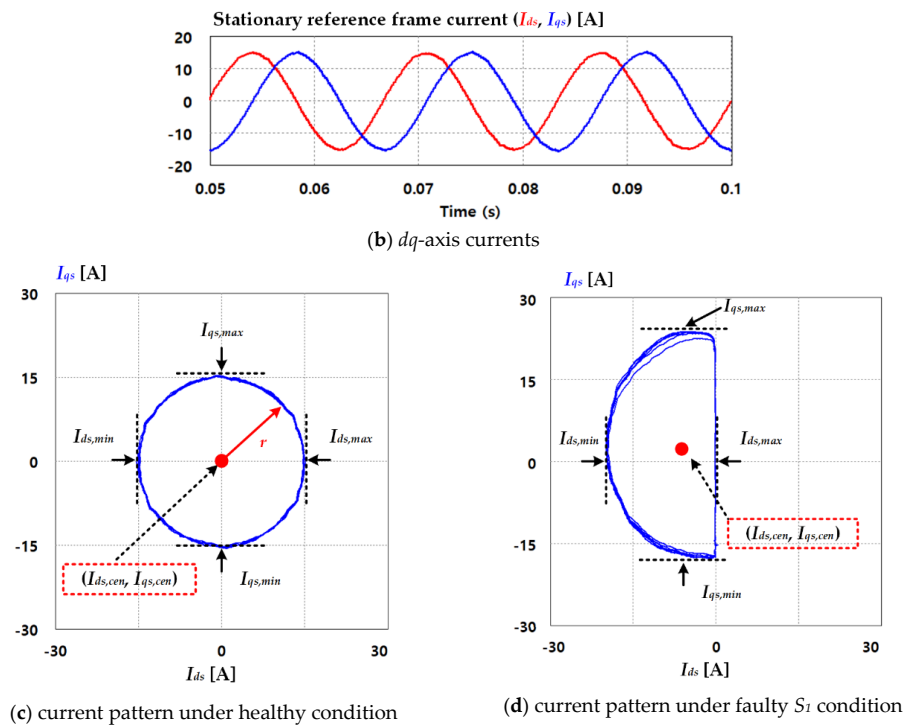 Stationary reference frame current (Ids, Iqs) [A]
20
10
0
-10
-20
0.05 0.06 0.07 0.08 0.09 0.1
Time (s)
(b) dq-axis currents
Iqs [A]
30
15
0
-15
-30
Iqs,max
Ids,min
r
Ids,max
(Ids,cen, Iqs,cen)
Iqs,min
-30 0 30
Ids [A]
(c) current pattern under healthy condition
Iqs [A]
30
15
0
-15
-30
Iqs,max
Ids,min
Ids,max
(Ids,cen, Iqs,cen)
Iqs,min
-30 0 30
Ids [A]
(d) current pattern under faulty S1 condition